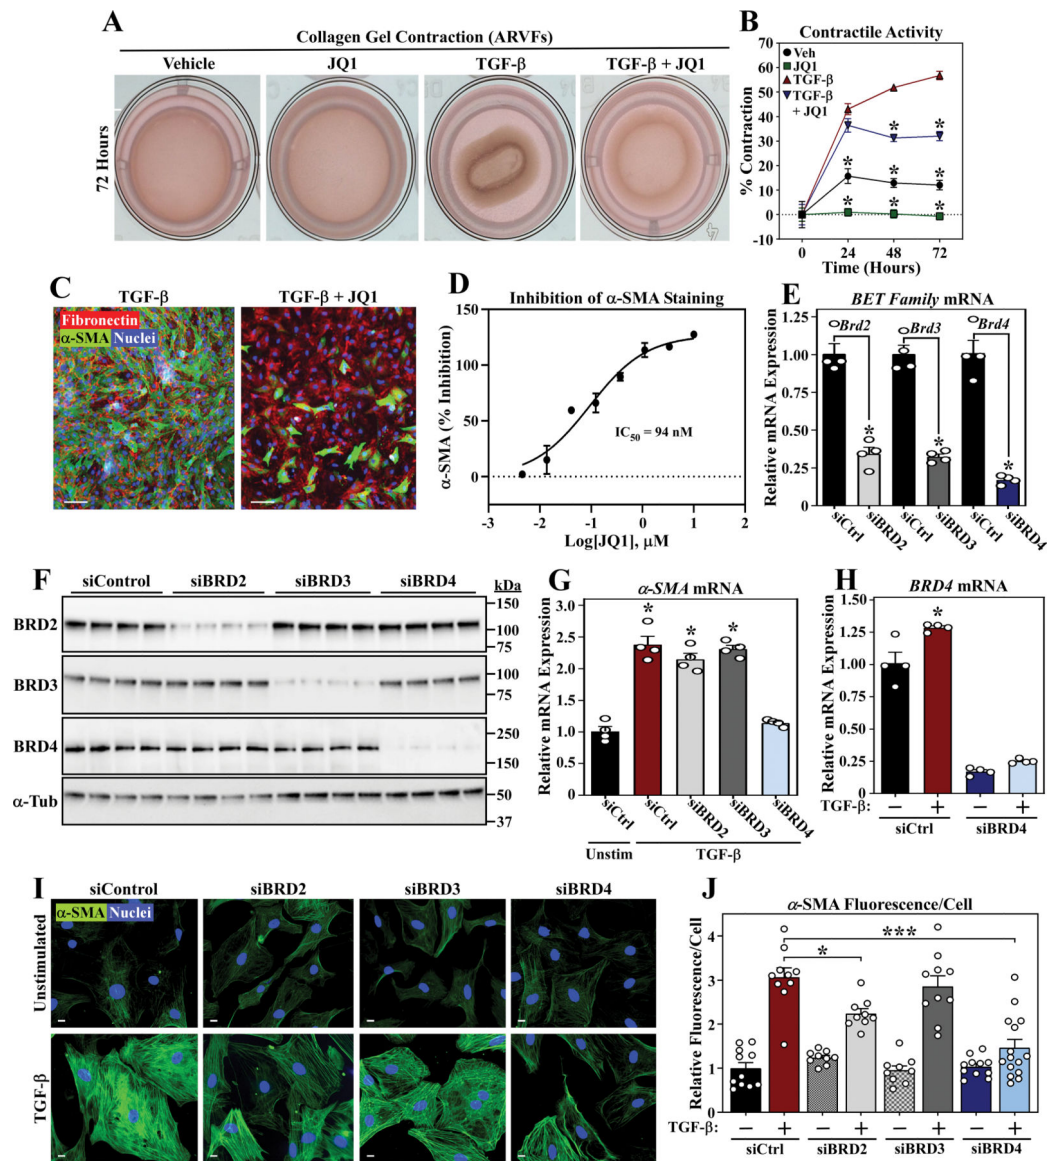 A
Collagen Gel Contraction (ARVFs)
Vehicle JQ1 TGF-β TGF-β + JQ1
72 Hours
B
Contractile Activity
Veh
JQ1
TGF-β
TGF-β
+ JQ1
% Contraction
70
60
50
40
30
20
10
0
-10
* * *
* * *
* *
0 24 48 72
Time (Hours)
C
TGF-β TGF-β + JQ1
Fibronectin
α-SMA Nuclei
D
Inhibition of α-SMA Staining
α-SMA (% Inhibition)
150
100
50
0
IC50 = 94 nM
-3 -2 -1 0 1 2
Log[JQ1], μM
E
BET Family mRNA
Relative mRNA Expression
1.25
1.00
0.75
0.50
0.25
0
Brd2 Brd3 Brd4
* * *
siCtrl siBRD2 siCtrl siBRD3 siCtrl siBRD4
F
siControl siBRD2 siBRD3 siBRD4 kDa
BRD2
150
100
75
BRD3
100
75
BRD4
250
150
α-Tub
50
37
G
α-SMA mRNA
Relative mRNA Expression
3.0
2.5
2.0
1.5
1.0
0.5
0
* * *
siCtrl siCtrl siBRD2 siBRD3 siBRD4
Unstim TGF-β
H
BRD4 mRNA
Relative mRNA Expression
1.50
1.25
1.00
0.75
0.50
0.25
0
*
TGF-β: − + − +
siCtrl siBRD4
I
siControl siBRD2 siBRD3 siBRD4
α-SMA Nuclei
Unstimulated
TGF-β
J
α-SMA Fluorescence/Cell
Relative Fluorescence/Cell
4
3
2
1
0
***
*
TGF-β: − + − + − + − +
siCtrl siBRD2 siBRD3 siBRD4